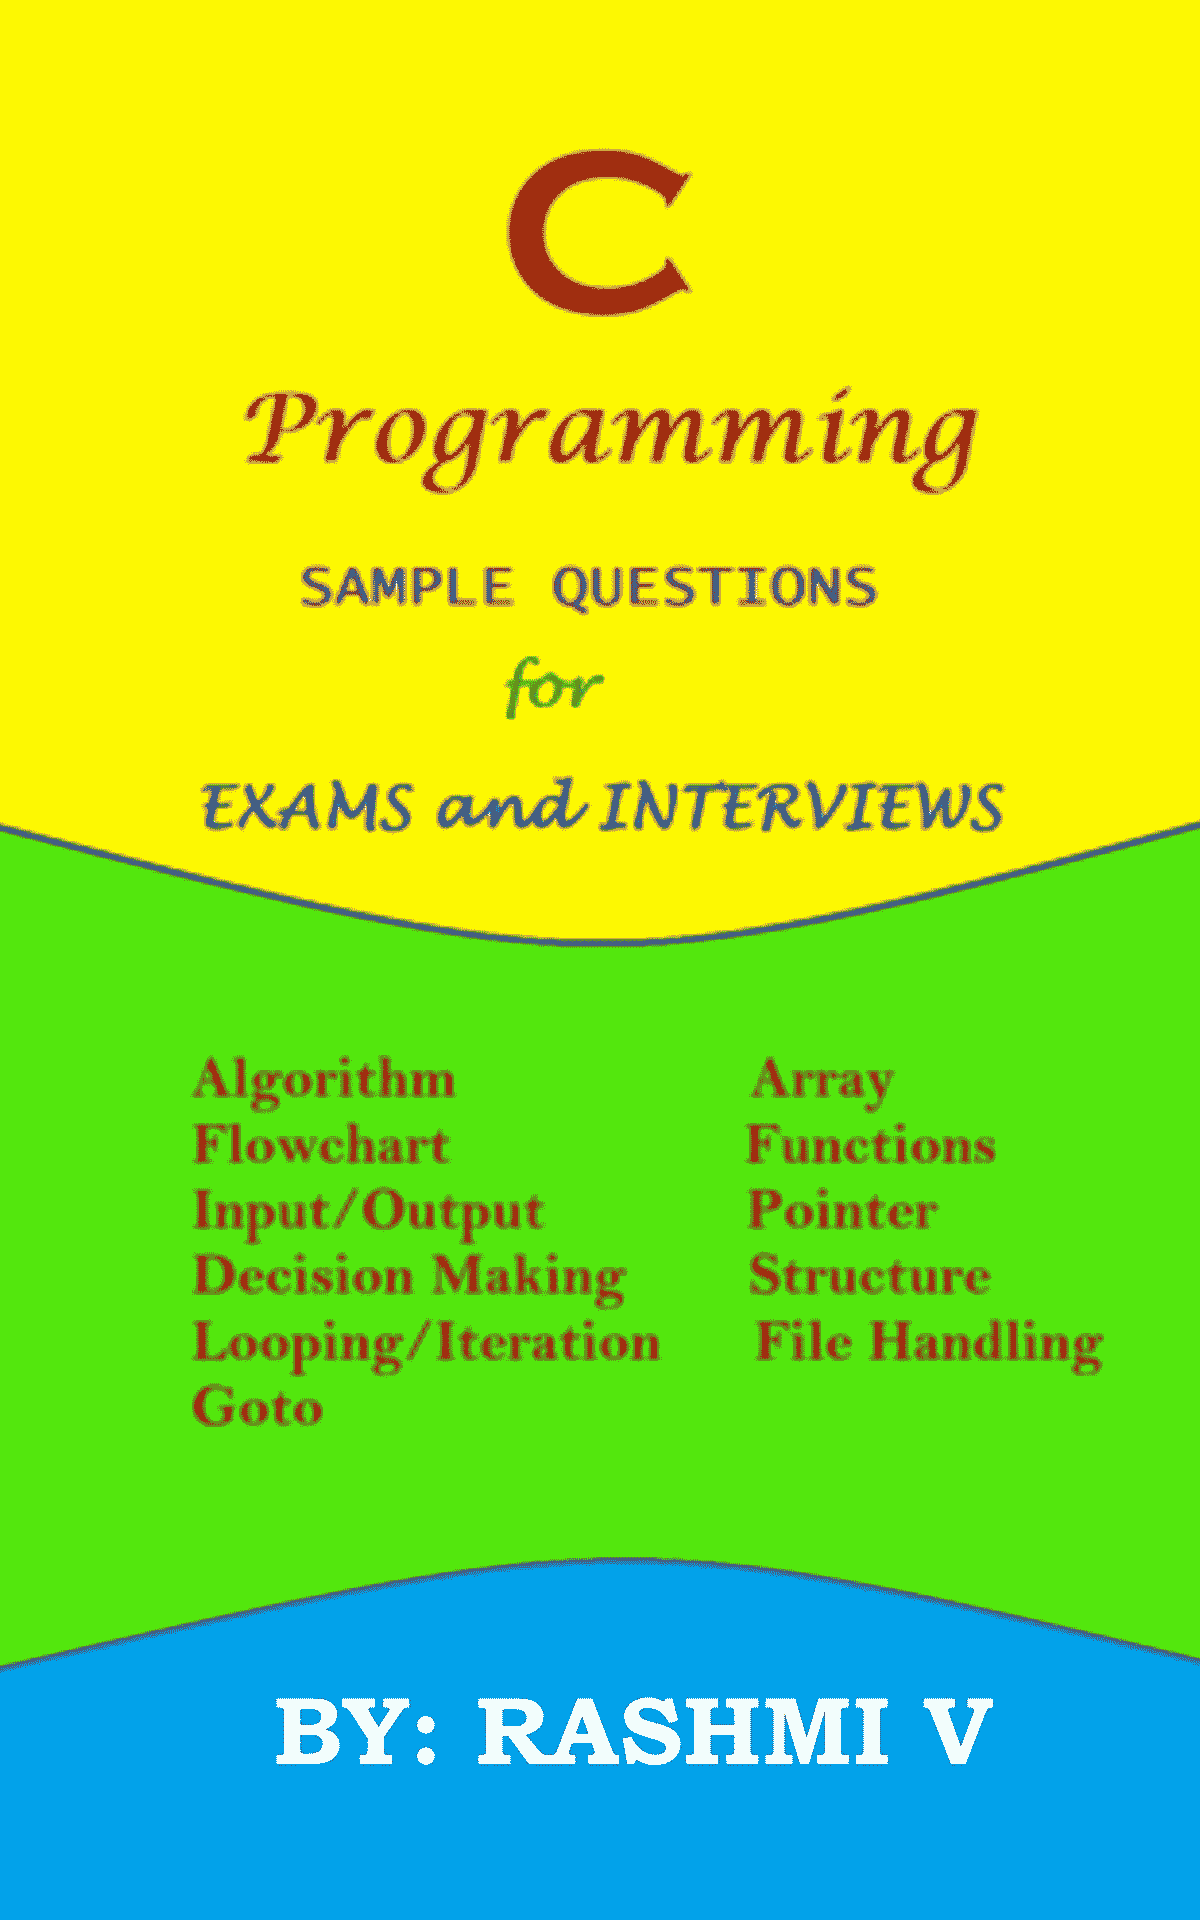 C
Programming
SAMPLE QUESTIONS
for
EXAMS and INTERVIEWS
Algorithm
Flowchart
Input/Output
Decision Making
Looping/Iteration
Goto
Array
Functions
Pointer
Structure
File Handling
BY: RASHMI V